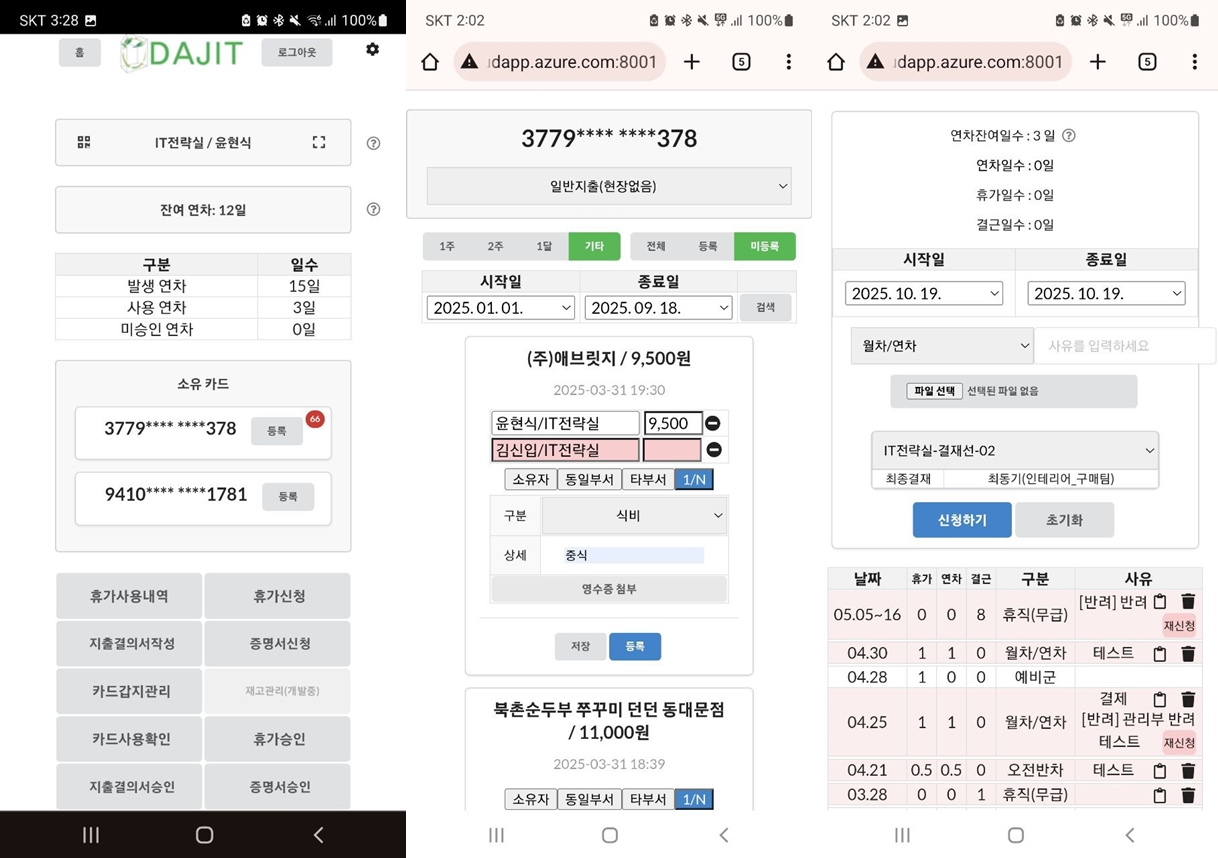 SKT 3:28
100%
홈
DAJIT
로그아웃
IT전략실 / 윤현식
?
잔여 연차: 12일
?
구분 일수
발생 연차 15일
사용 연차 3일
미승인 연차 0일
소유 카드
3779**** ****378 등록 66
9410**** ****1781 등록
휴가사용내역 휴가신청
지출결의서작성 증명서신청
카드갑지관리 재고관리(개발중)
카드사용확인 휴가승인
지출결의서승인 증명서승인
SKT 2:02 5G 100%
dapp.azure.com:8001 5
3779**** ****378
일반지출(현장없음)
1주 2주 1달 기타 전체 등록 미등록
시작일 종료일
2025. 01. 01. 2025. 09. 18. 검색
(주)애브릿지 / 9,500원
2025-03-31 19:30
윤현식/IT전략실 9,500
김신입/IT전략실
소유자 동일부서 타부서 1/N
구분 식비
상세 중식
영수증 첨부
저장 등록
북촌순두부 쭈꾸미 던던 동대문점
/ 11,000원
2025-03-31 18:39
소유자 동일부서 타부서 1/N
SKT 2:02 5G 100%
dapp.azure.com:8001 5
연차잔여일수 : 3 일 ?
연차일수 : 0일
휴가일수 : 0일
결근일수 : 0일
시작일 종료일
2025. 10. 19. 2025. 10. 19.
월차/연차 사유를 입력하세요
파일 선택 선택된 파일 없음
IT전략실-결재선-02
최종결재 최동기(인테리어_구매팀)
신청하기 초기화
날짜 휴가 연차 결근 구분 사유
05.05~16 0 0 8 휴직(무급) [반려] 반려
재신청
04.30 1 1 0 월차/연차 테스트
04.28 1 0 0 예비군
04.25 1 1 0 월차/연차 결제
[반려] 관리부 반려
테스트 재신청
04.21 0.5 0.5 0 오전반차 테스트
03.28 0 0 1 휴직(무급)